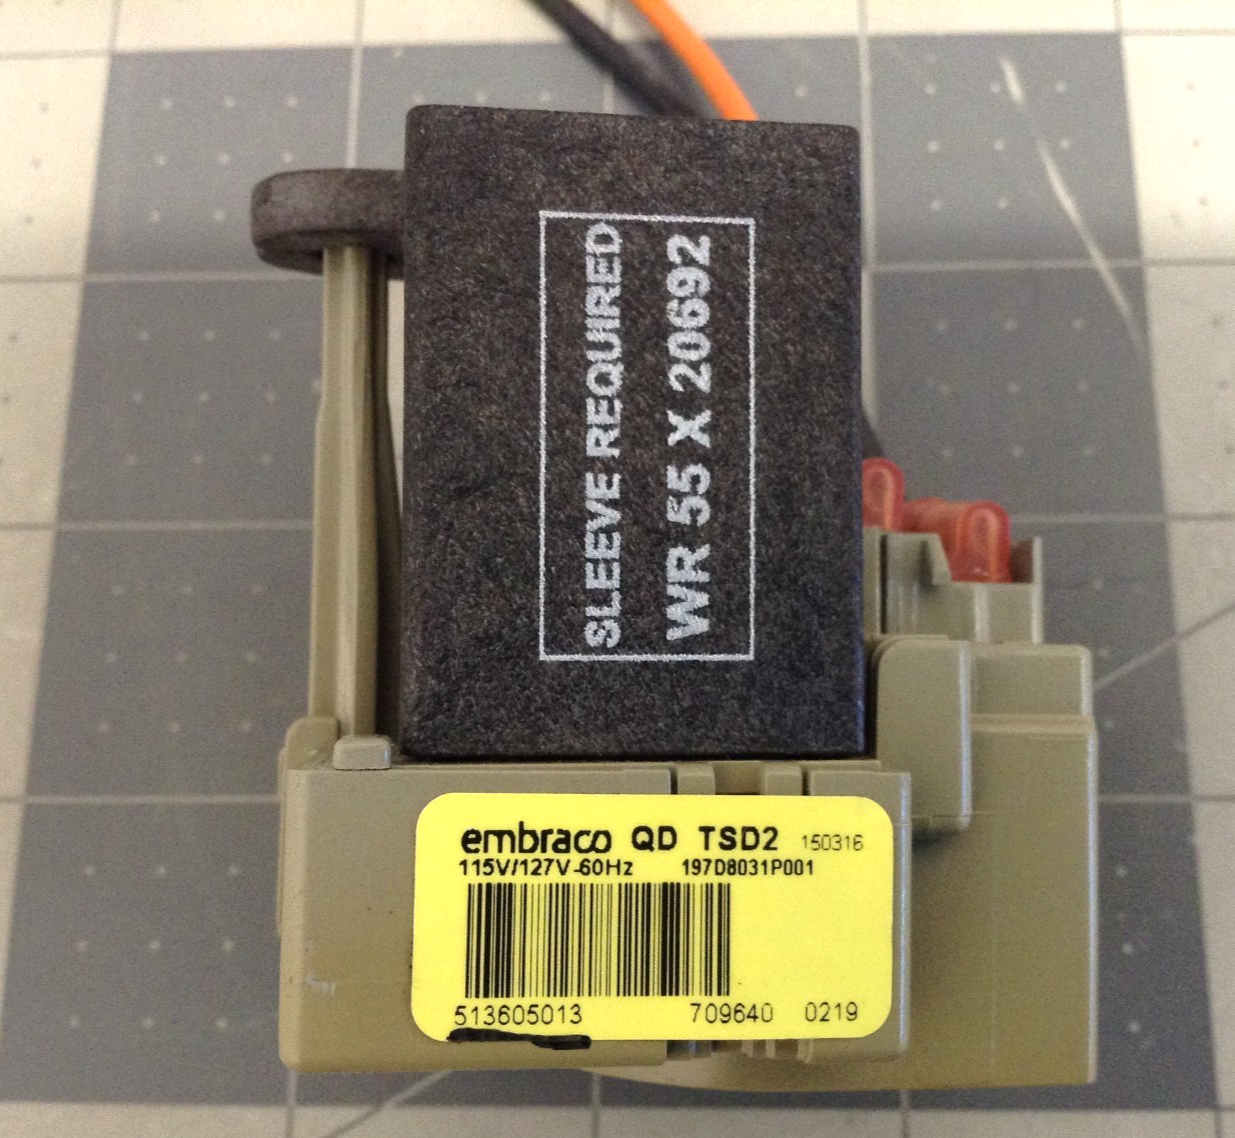 SLEEVE REQUIRED
WR 55 X 20692
embraco QD TSD2 150316
115V/127V-60Hz 197D8031P001
513605013 709640 0219